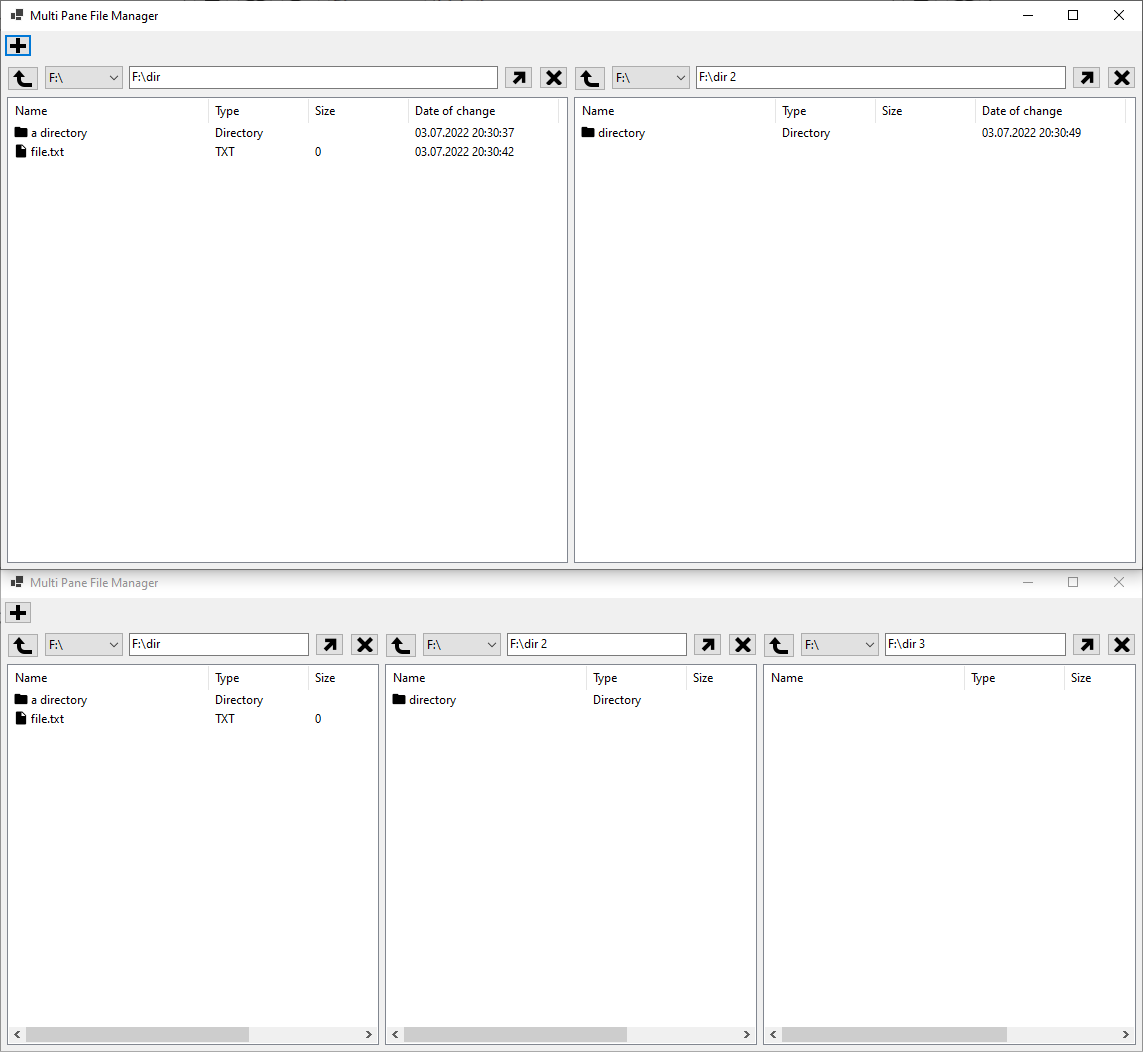 Multi Pane File Manager
F:\ F:\dir F:\ F:\dir 2
Name Type Size Date of change Name Type Size Date of change
a directory Directory 03.07.2022 20:30:37 directory Directory 03.07.2022 20:30:49
file.txt TXT 0 03.07.2022 20:30:42
Multi Pane File Manager
F:\ F:\dir F:\ F:\dir 2 F:\ F:\dir 3
Name Type Size Name Type Size Name Type Size
a directory Directory directory Directory
file.txt TXT 0